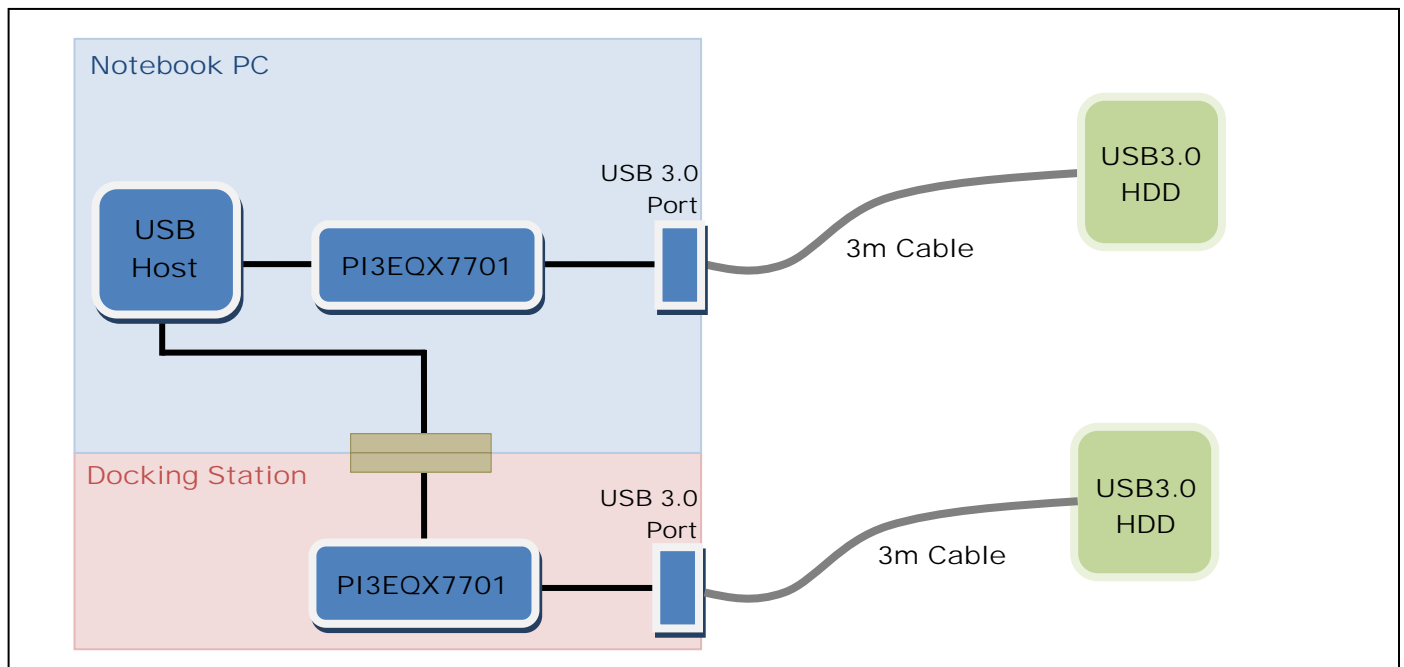 Notebook PC
USB
Host
PI3EQX7701
USB 3.0
Port
3m Cable
USB3.0
HDD
Docking Station
PI3EQX7701
USB 3.0
Port
3m Cable
USB3.0
HDD